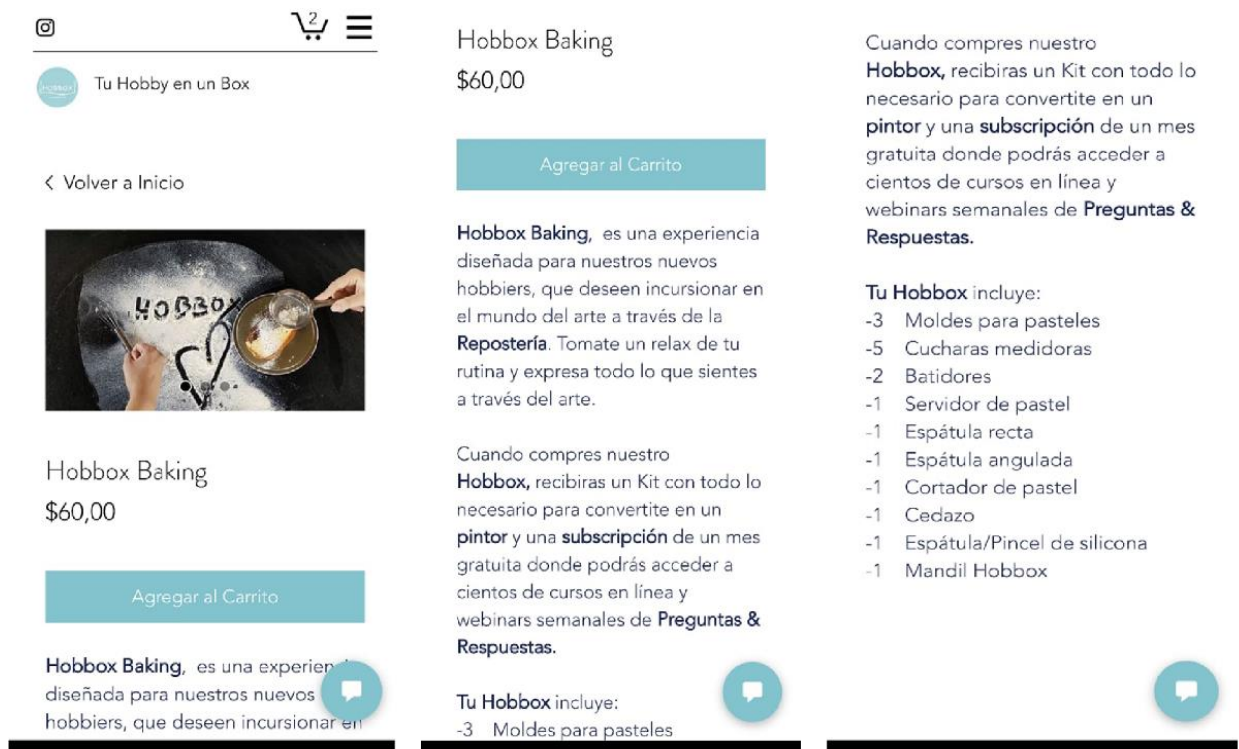 2
HOBBOX
Tu Hobby en un Box
< Volver a Inicio
HOBBOX
Hobbox Baking
$60,00
Agregar al Carrito
Hobbox Baking, es una experien
diseñada para nuestros nuevos
hobbiers, que deseen incursionar en
Hobbox Baking
$60,00
Agregar al Carrito
Hobbox Baking, es una experiencia
diseñada para nuestros nuevos
hobbiers, que deseen incursionar en
el mundo del arte a través de la
Repostería. Tomate un relax de tu
rutina y expresa todo lo que sientes
a través del arte.
Cuando compres nuestro
Hobbox, recibiras un Kit con todo lo
necesario para convertite en un
pintor y una subscripción de un mes
gratuita donde podrás acceder a
cientos de cursos en línea y
webinars semanales de Preguntas &
Respuestas.
Tu Hobbox incluye:
-3 Moldes para pasteles
Cuando compres nuestro
Hobbox, recibiras un Kit con todo lo
necesario para convertite en un
pintor y una subscripción de un mes
gratuita donde podrás acceder a
cientos de cursos en línea y
webinars semanales de Preguntas &
Respuestas.
Tu Hobbox incluye:
-3 Moldes para pasteles
-5 Cucharas medidoras
-2 Batidores
-1 Servidor de pastel
-1 Espátula recta
-1 Espátula angulada
-1 Cortador de pastel
-1 Cedazo
-1 Espátula/Pincel de silicona
-1 Mandil Hobbox